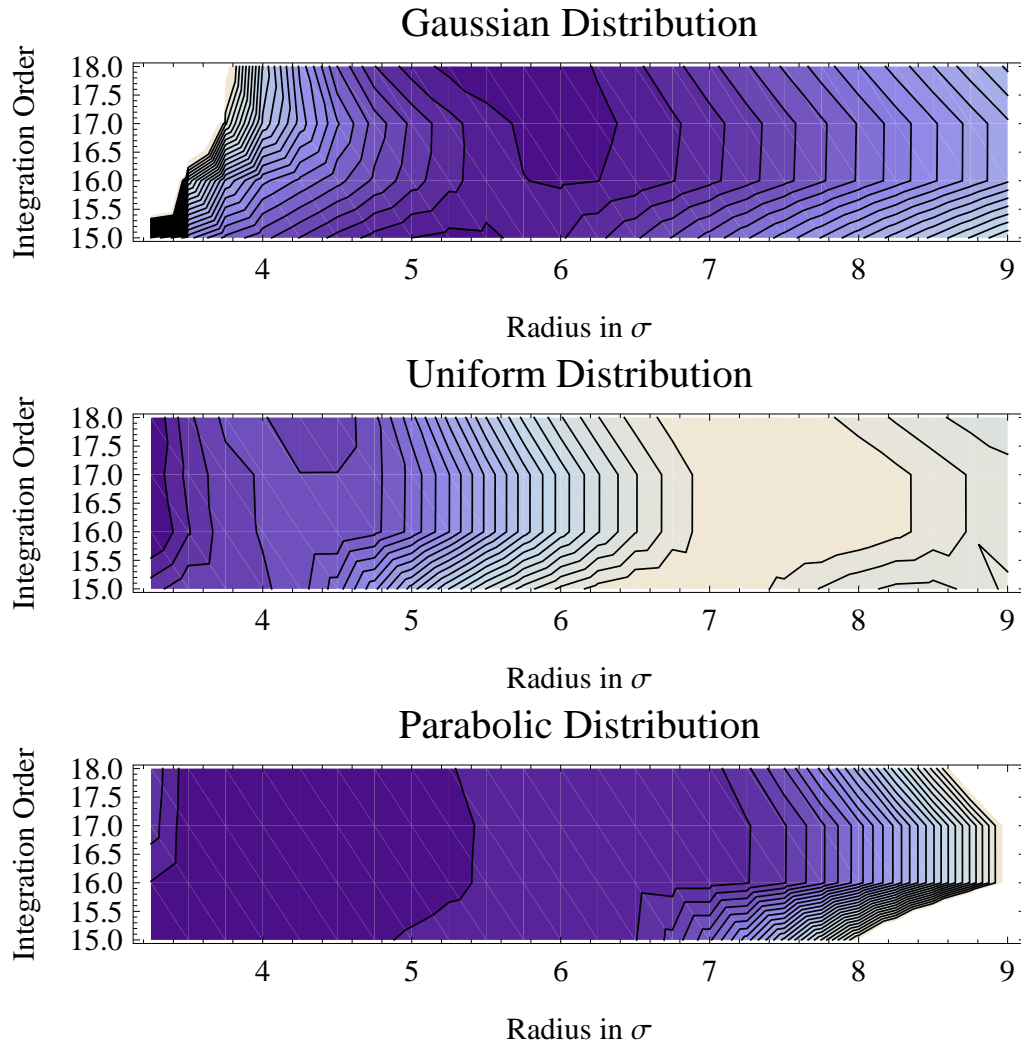 Gaussian Distribution
Integration Order
18.0
17.5
17.0
16.5
16.0
15.5
15.0
4 5 6 7 8 9
Radius in σ
Uniform Distribution
Integration Order
18.0
17.5
17.0
16.5
16.0
15.5
15.0
4 5 6 7 8 9
Radius in σ
Parabolic Distribution
Integration Order
18.0
17.5
17.0
16.5
16.0
15.5
15.0
4 5 6 7 8 9
Radius in σ